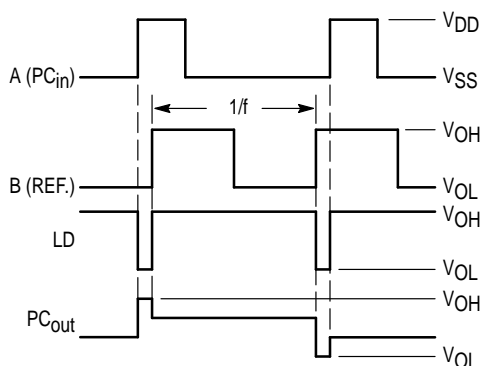 VDD
A (PCin)
VSS
1/f
VOH
B (REF.)
VOL
VOH
LD
VOL
VOH
PCout
VOL